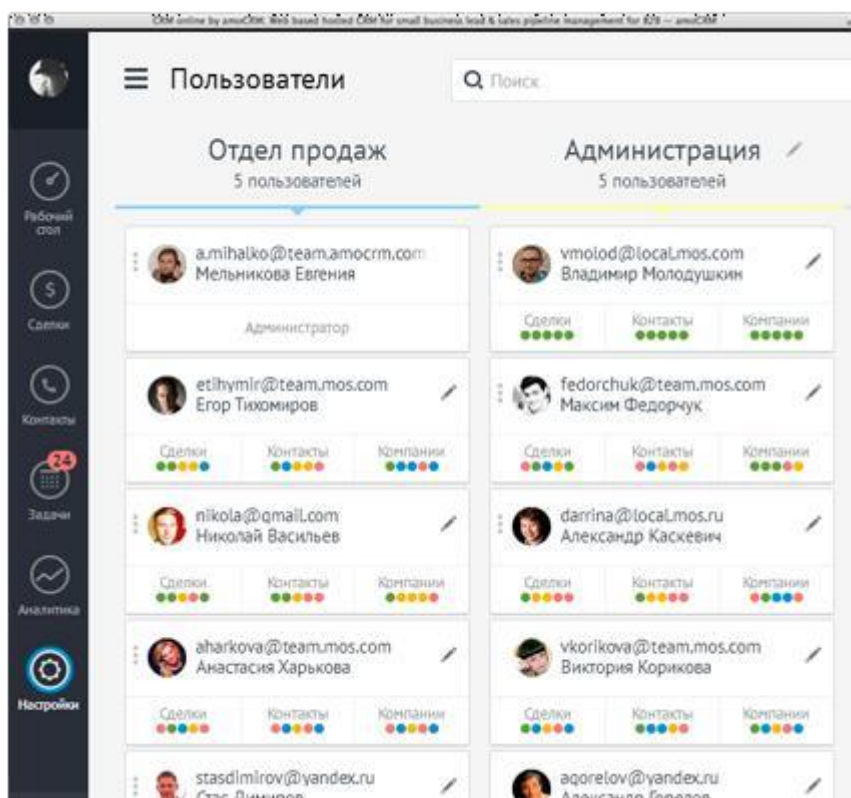 CRM online by amoCRM: Web based hosted CRM for small business lead & sales pipeline management for B2B — amoCRM
Пользователи
Поиск
Рабочий
стол
Сделки
Контакты
24
Задачи
Аналитика
Настройки
Отдел продаж
5 пользователей
a.mihalko@team.amocrm.com
Мельникова Евгения
Администратор
etihymir@team.mos.com
Егор Тихомиров
Сделки Контакты Компании
nikola@gmail.com
Николай Васильев
Сделки Контакты Компании
aharkova@team.mos.com
Анастасия Харькова
Сделки Контакты Компании
stasdimirov@yandex.ru
Стас Димиров
Администрация
5 пользователей
vmolod@local.mos.com
Владимир Молодушкин
Сделки Контакты Компании
fedorchuk@team.mos.com
Максим Федорчук
Сделки Контакты Компании
darrina@local.mos.ru
Александр Каскевич
Сделки Контакты Компании
vkorikova@team.mos.com
Виктория Корикова
Сделки Контакты Компании
agorelov@yandex.ru
Александр Горелов